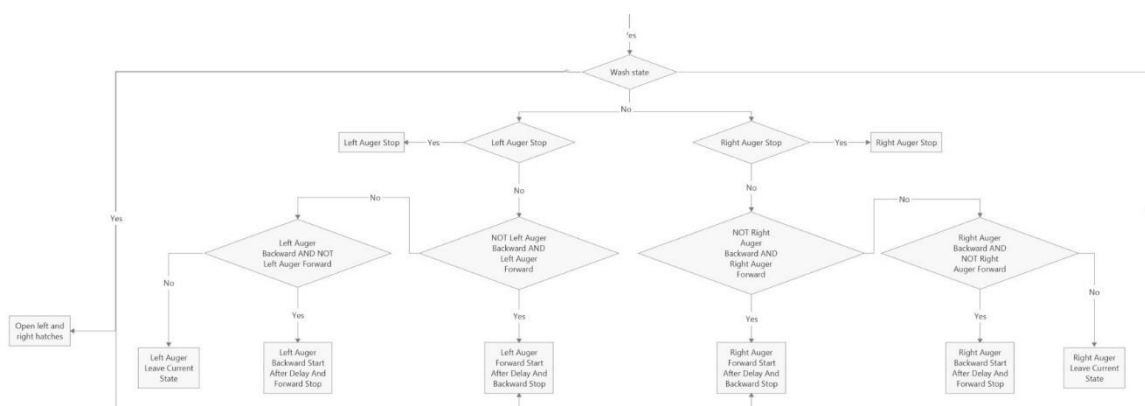 Yes
Wash state
No
Left Auger Stop
Yes
Left Auger Stop
Right Auger Stop
Yes
Right Auger Stop
No
No
No
No
Yes
Left Auger
Backward AND NOT
Left Auger Forward
NOT Left Auger
Backward AND
Left Auger
Forward
NOT Right
Auger
Backward AND
Right Auger
Forward
Right Auger
Backward AND
NOT Right
Auger Forward
No
No
Yes
Yes
Yes
Yes
Open left and
right hatches
Left Auger
Leave Current
State
Left Auger
Backward Start
After Delay And
Forward Stop
Left Auger
Forward Start
After Delay And
Backward Stop
Right Auger
Forward Start
After Delay And
Backward Stop
Right Auger
Backward Start
After Delay And
Forward Stop
Right Auger
Leave Current
State